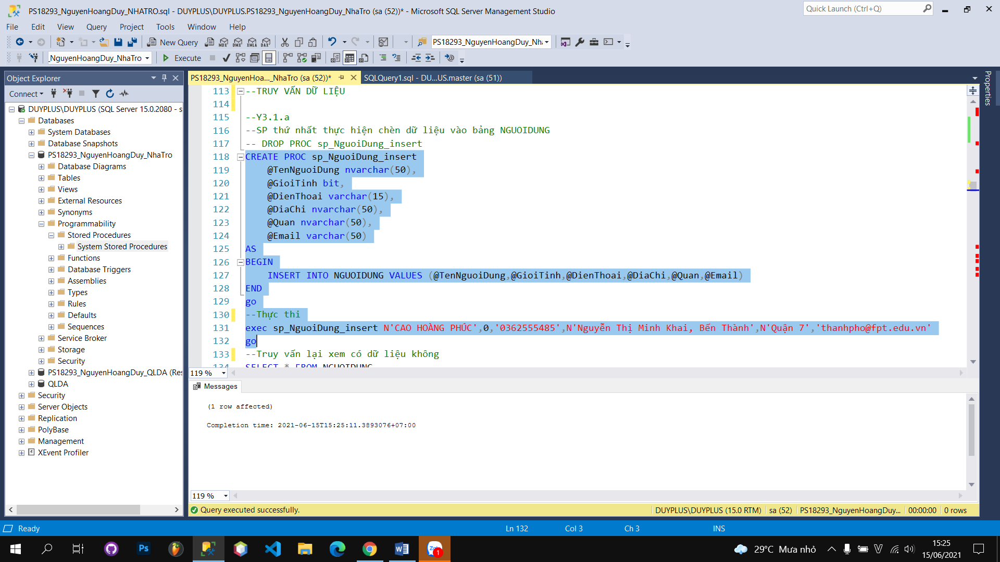 PS18293_NguyenHoangDuy_NHATRO.sql - DUYPLUS\DUYPLUS.PS18293_NguyenHoangDuy_NhaTro (sa (52))* - Microsoft SQL Server Management Studio
Quick Launch (Ctrl+Q)
File Edit View Query Project Tools Window Help
New Query
MDX DMX XMLA DAX
PS18293_NguyenHoangDuy_Nh
_NguyenHoangDuy_NhaTro
Execute
Object Explorer
Connect
DUYPLUS\DUYPLUS (SQL Server 15.0.2080 - s
Databases
System Databases
Database Snapshots
PS18293_NguyenHoangDuy_NhaTro
Database Diagrams
Tables
Views
External Resources
Synonyms
Programmability
Stored Procedures
System Stored Procedures
Functions
Database Triggers
Assemblies
Types
Rules
Defaults
Sequences
Service Broker
Storage
Security
PS18293_NguyenHoangDuy_QLDA (Res
QLDA
Security
Server Objects
Replication
PolyBase
Management
XEvent Profiler
PS18293_NguyenHoa..._NhaTro (sa (52))*
SQLQuery1.sql - DU...US.master (sa (51))
Properties
113 --TRUY VẤN DỮ LIỆU
114
115 --Y3.1.a
116 --SP thứ nhất thực hiện chèn dữ liệu vào bảng NGUOIDUNG
117 -- DROP PROC sp_NguoiDung_insert
118 CREATE PROC sp_NguoiDung_insert
119 @TenNguoiDung nvarchar(50),
120 @GioiTinh bit,
121 @DienThoai varchar(15),
122 @DiaChi nvarchar(50),
123 @Quan nvarchar(50),
124 @Email varchar(50)
125 AS
126 BEGIN
127 INSERT INTO NGUOIDUNG VALUES (@TenNguoiDung,@GioiTinh,@DienThoai,@DiaChi,@Quan,@Email)
128 END
129 go
130 --Thực thi
131 exec sp_NguoiDung_insert N'CAO HOÀNG PHÚC',0,'0362555485',N'Nguyễn Thị Minh Khai, Bến Thành',N'Quận 7','thanhpho@fpt.edu.vn'
132 go
133 --Truy vấn lại xem có dữ liệu không
134 SELECT * FROM NGUOIDUNG
119 %
Messages
(1 row affected)
Completion time: 2021-06-15T15:25:11.3893076+07:00
119 %
Query executed successfully.
DUYPLUS\DUYPLUS (15.0 RTM) sa (52) PS18293_NguyenHoangDuy... 00:00:00 0 rows
Ready
Ln 132 Col 3 Ch 3 INS
Ps
1
29°C Mưa nhỏ
V
15:25
15/06/2021